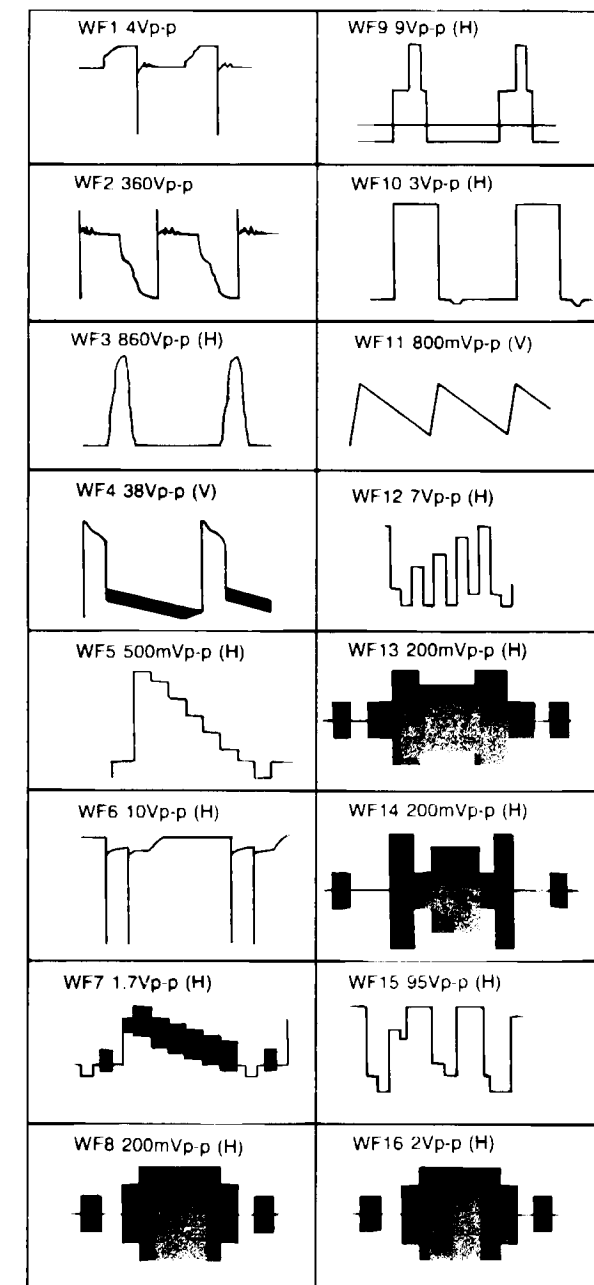 WF1 4Vp-p
WF9 9Vp-p (H)
WF2 360Vp-p
WF10 3Vp-p (H)
WF3 860Vp-p (H)
WF11 800mVp-p (V)
WF4 38Vp-p (V)
WF12 7Vp-p (H)
WF5 500mVp-p (H)
WF13 200mVp-p (H)
WF6 10Vp-p (H)
WF14 200mVp-p (H)
WF7 1.7Vp-p (H)
WF15 95Vp-p (H)
WF8 200mVp-p (H)
WF16 2Vp-p (H)